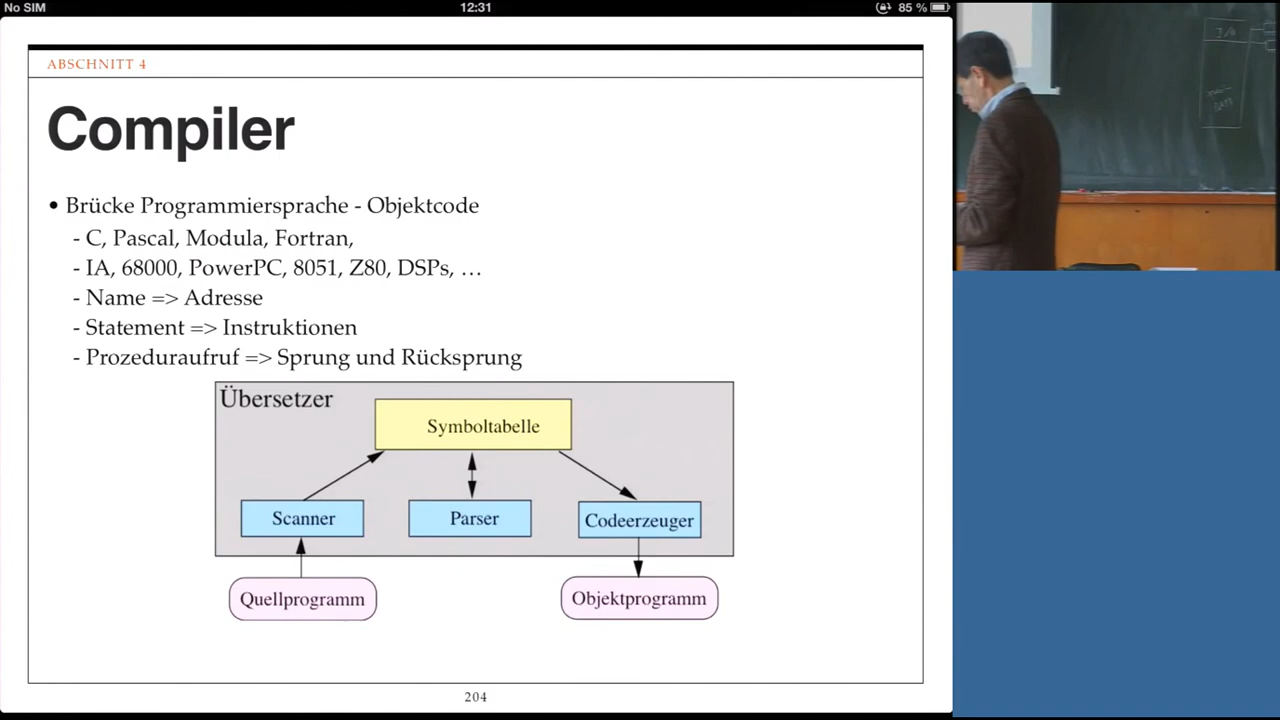 No SIM
12:31
85 %
ABSCHNITT 4
Compiler
• Brücke Programmiersprache - Objektcode
- C, Pascal, Modula, Fortran,
- IA, 68000, PowerPC, 8051, Z80, DSPs, …
- Name => Adresse
- Statement => Instruktionen
- Prozeduraufruf => Sprung und Rücksprung
Übersetzer
Symboltabelle
Scanner
Parser
Codeerzeuger
Quellprogramm
Objektprogramm
204